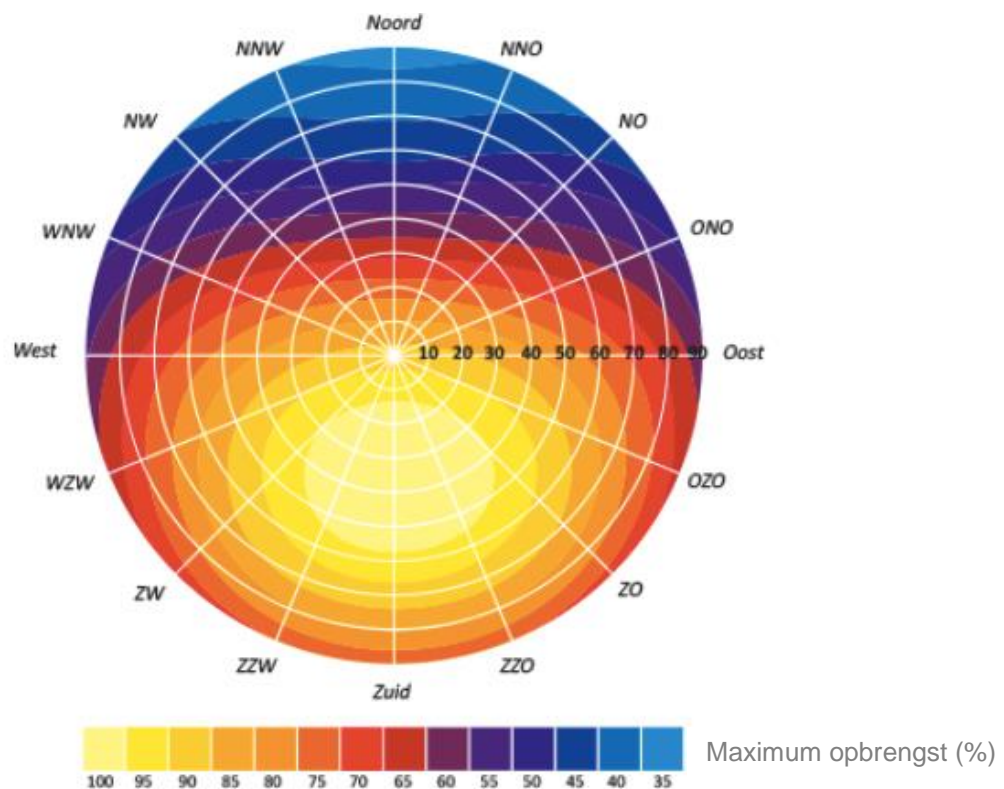 Noord
NNW NNO
NW NO
WNW ONO
West 10 20 30 40 50 60 70 80 90 Oost
WZW OZO
ZW ZO
ZZW ZZO
Zuid
Maximum opbrengst (%)
100 95 90 85 80 75 70 65 60 55 50 45 40 35